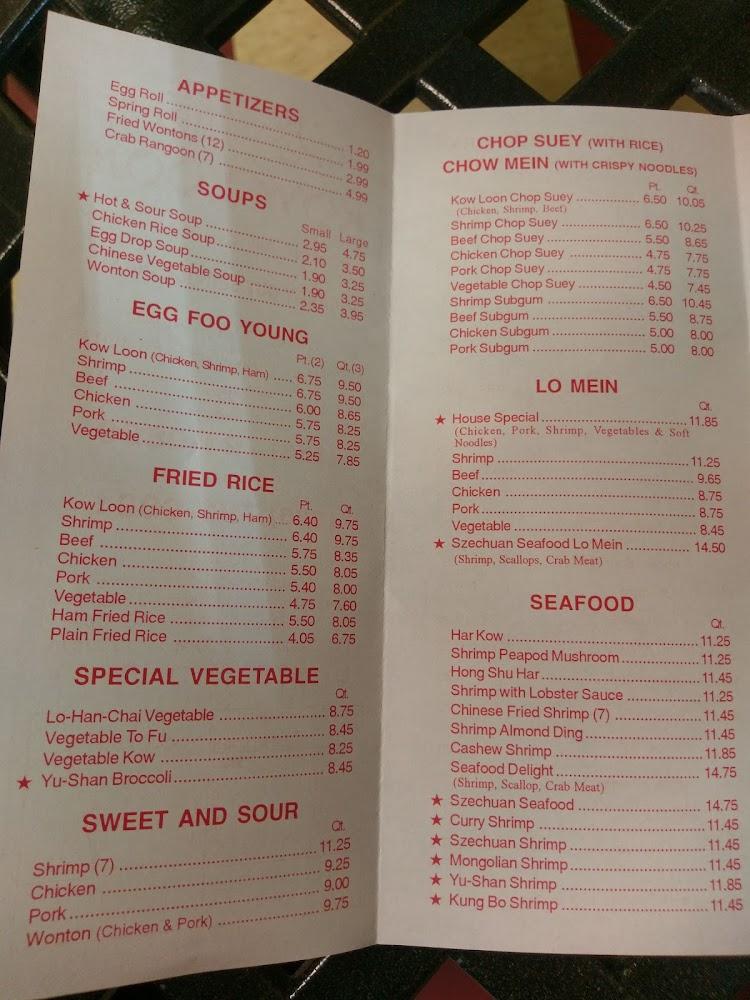 APPETIZERS
Egg Roll ........ 1.20
Spring Roll ........ 1.99
Fried Wontons (12) ........ 2.99
Crab Rangoon (7) ........ 4.99
SOUPS
Small Large
★ Hot & Sour Soup ........ 2.95 4.75
Chicken Rice Soup ........ 2.10 3.50
Egg Drop Soup ........ 1.90 3.25
Chinese Vegetable Soup ........ 1.90 3.25
Wonton Soup ........ 2.35 3.95
EGG FOO YOUNG
Pt.(2) Qt.(3)
Kow Loon (Chicken, Shrimp, Ham) ..... 6.75 9.50
Shrimp ........ 6.75 9.50
Beef ........ 6.00 8.65
Chicken ........ 5.75 8.25
Pork ........ 5.75 8.25
Vegetable ........ 5.25 7.85
FRIED RICE
Pt. Qt.
Kow Loon (Chicken, Shrimp, Ham) .... 6.40 9.75
Shrimp ........ 6.40 9.75
Beef ........ 5.75 8.35
Chicken ........ 5.50 8.05
Pork ........ 5.40 8.00
Vegetable ........ 4.75 7.60
Ham Fried Rice ........ 5.50 8.05
Plain Fried Rice ........ 4.05 6.75
SPECIAL VEGETABLE
Qt.
Lo-Han-Chai Vegetable ........ 8.75
Vegetable To Fu ........ 8.45
Vegetable Kow ........ 8.25
★ Yu-Shan Broccoli ........ 8.45
SWEET AND SOUR
Qt.
Shrimp (7) ........ 11.25
Chicken ........ 9.25
Pork ........ 9.00
Wonton (Chicken & Pork) ........ 9.75
CHOP SUEY (WITH RICE)
CHOW MEIN (WITH CRISPY NOODLES)
Pt. Qt.
Kow Loon Chop Suey ........ 6.50 10.05
(Chicken, Shrimp, Beef)
Shrimp Chop Suey ........ 6.50 10.25
Beef Chop Suey ........ 5.50 8.65
Chicken Chop Suey ........ 4.75 7.75
Pork Chop Suey ........ 4.75 7.75
Vegetable Chop Suey ........ 4.50 7.45
Shrimp Subgum ........ 6.50 10.45
Beef Subgum ........ 5.50 8.75
Chicken Subgum ........ 5.00 8.00
Pork Subgum ........ 5.00 8.00
LO MEIN
Qt.
★ House Special ........ 11.85
(Chicken, Pork, Shrimp, Vegetables & Soft
Noodles)
Shrimp ........ 11.25
Beef ........ 9.65
Chicken ........ 8.75
Pork ........ 8.75
Vegetable ........ 8.45
★ Szechuan Seafood Lo Mein ........ 14.50
(Shrimp, Scallops, Crab Meat)
SEAFOOD
Qt.
Har Kow ........ 11.25
Shrimp Peapod Mushroom ........ 11.25
Hong Shu Har ........ 11.45
Shrimp with Lobster Sauce ........ 11.25
Chinese Fried Shrimp (7) ........ 11.45
Shrimp Almond Ding ........ 11.45
Cashew Shrimp ........ 11.85
Seafood Delight ........ 14.75
(Shrimp, Scallop, Crab Meat)
★ Szechuan Seafood ........ 14.75
★ Curry Shrimp ........ 11.45
★ Szechuan Shrimp ........ 11.45
★ Mongolian Shrimp ........ 11.45
★ Yu-Shan Shrimp ........ 11.85
★ Kung Bo Shrimp ........ 11.45